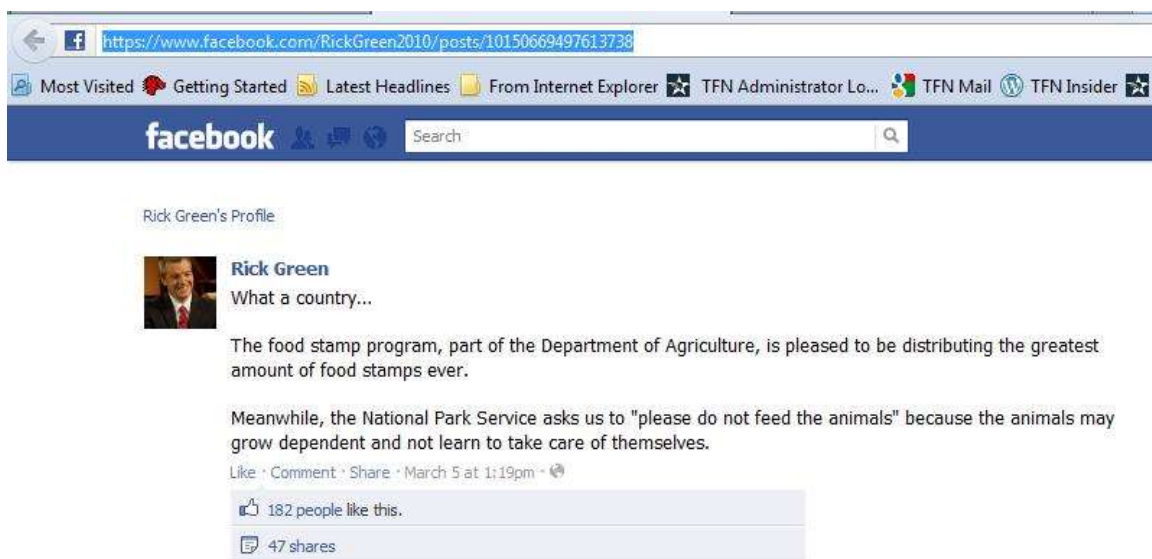 https://www.facebook.com/RickGreen2010/posts/10150669497613738
Most Visited Getting Started Latest Headlines From Internet Explorer TFN Administrator Lo... TFN Mail TFN Insider
facebook Search
Rick Green's Profile
Rick Green
What a country...
The food stamp program, part of the Department of Agriculture, is pleased to be distributing the greatest
amount of food stamps ever.
Meanwhile, the National Park Service asks us to "please do not feed the animals" because the animals may
grow dependent and not learn to take care of themselves.
Like · Comment · Share · March 5 at 1:19pm ·
182 people like this.
47 shares